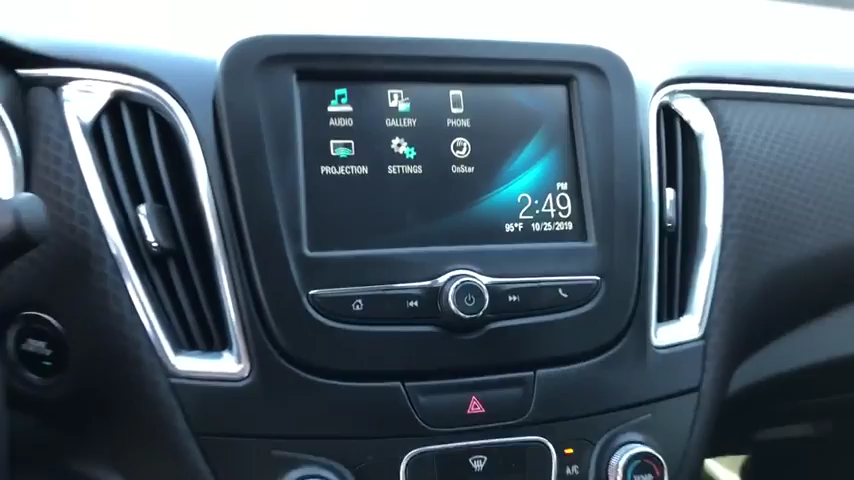 AUDIO GALLERY PHONE
PROJECTION SETTINGS OnStar
PM
2:49
95°F 10/25/2019
A/C